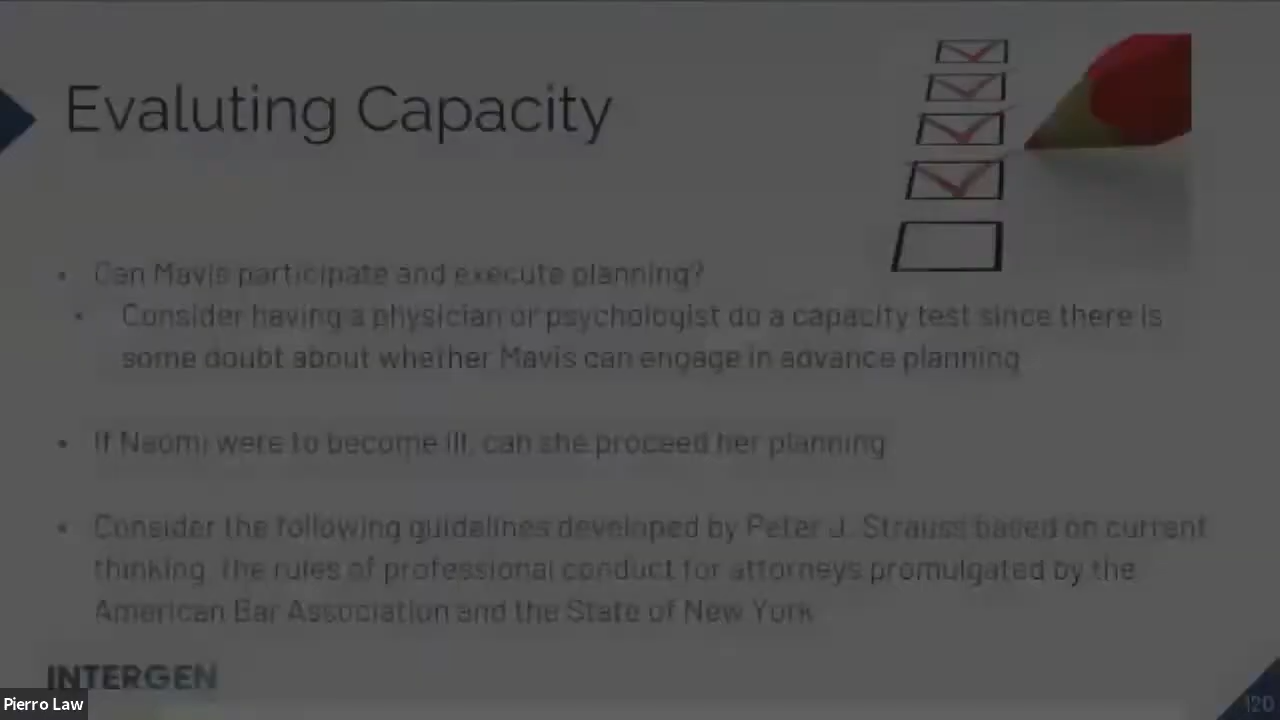 Evaluting Capacity
• Can Mavis participate and execute planning?
• Consider having a physician or psychologist do a capacity test since there is
some doubt about whether Mavis can engage in advance planning
• If Naomi were to become ill, can she proceed her planning
• Consider the following guidelines developed by Peter J. Strauss based on current
thinking, the rules of professional conduct for attorneys promulgated by the
American Bar Association and the State of New York
INTERGEN
Pierro Law
120